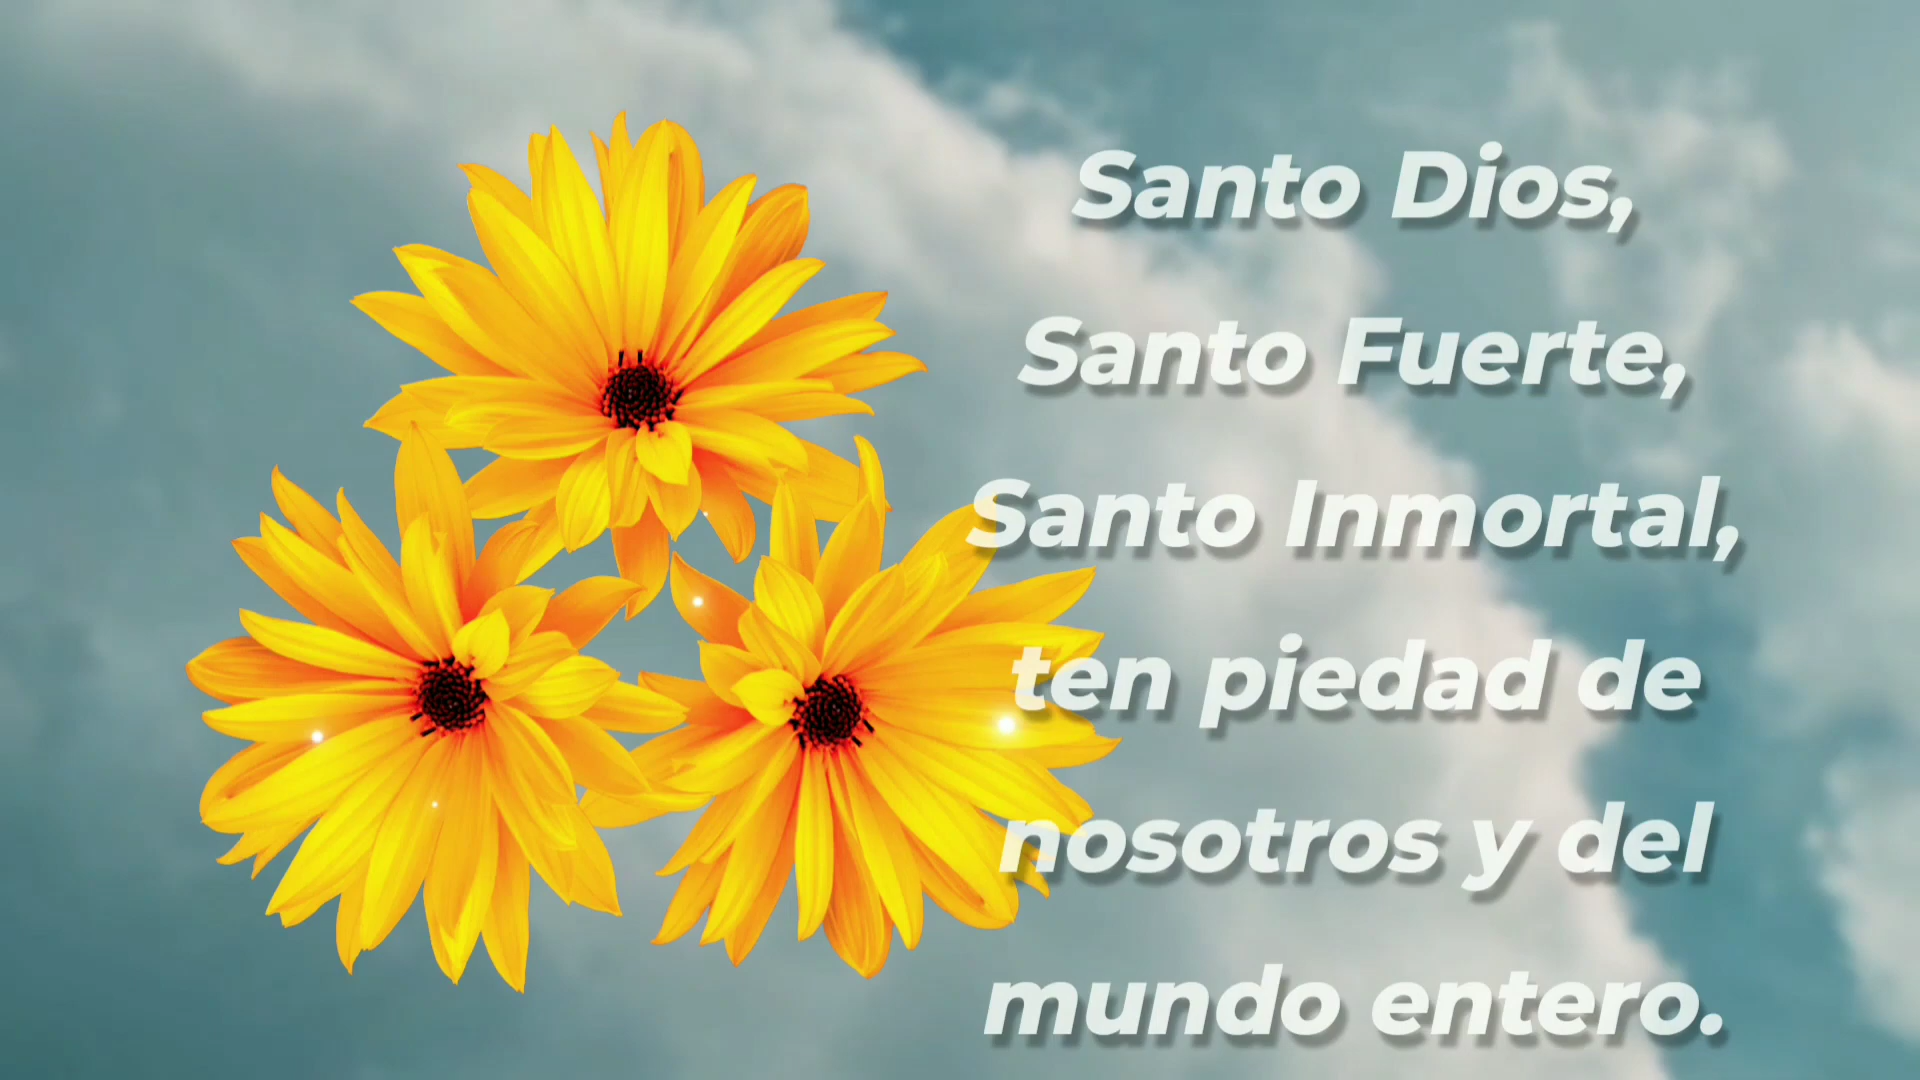 Santo Dios,
Santo Fuerte,
Santo Inmortal,
ten piedad de
nosotros y del
mundo entero.